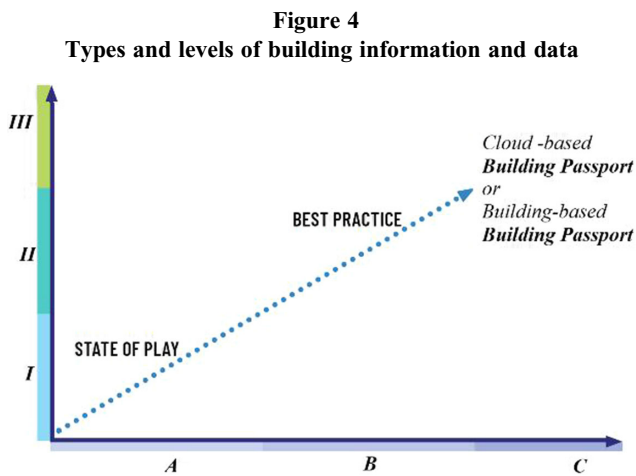 Figure 4
Types and levels of building information and data
III
Cloud -based
Building Passport
or
Building-based
Building Passport
BEST PRACTICE
II
STATE OF PLAY
I
A
B
C